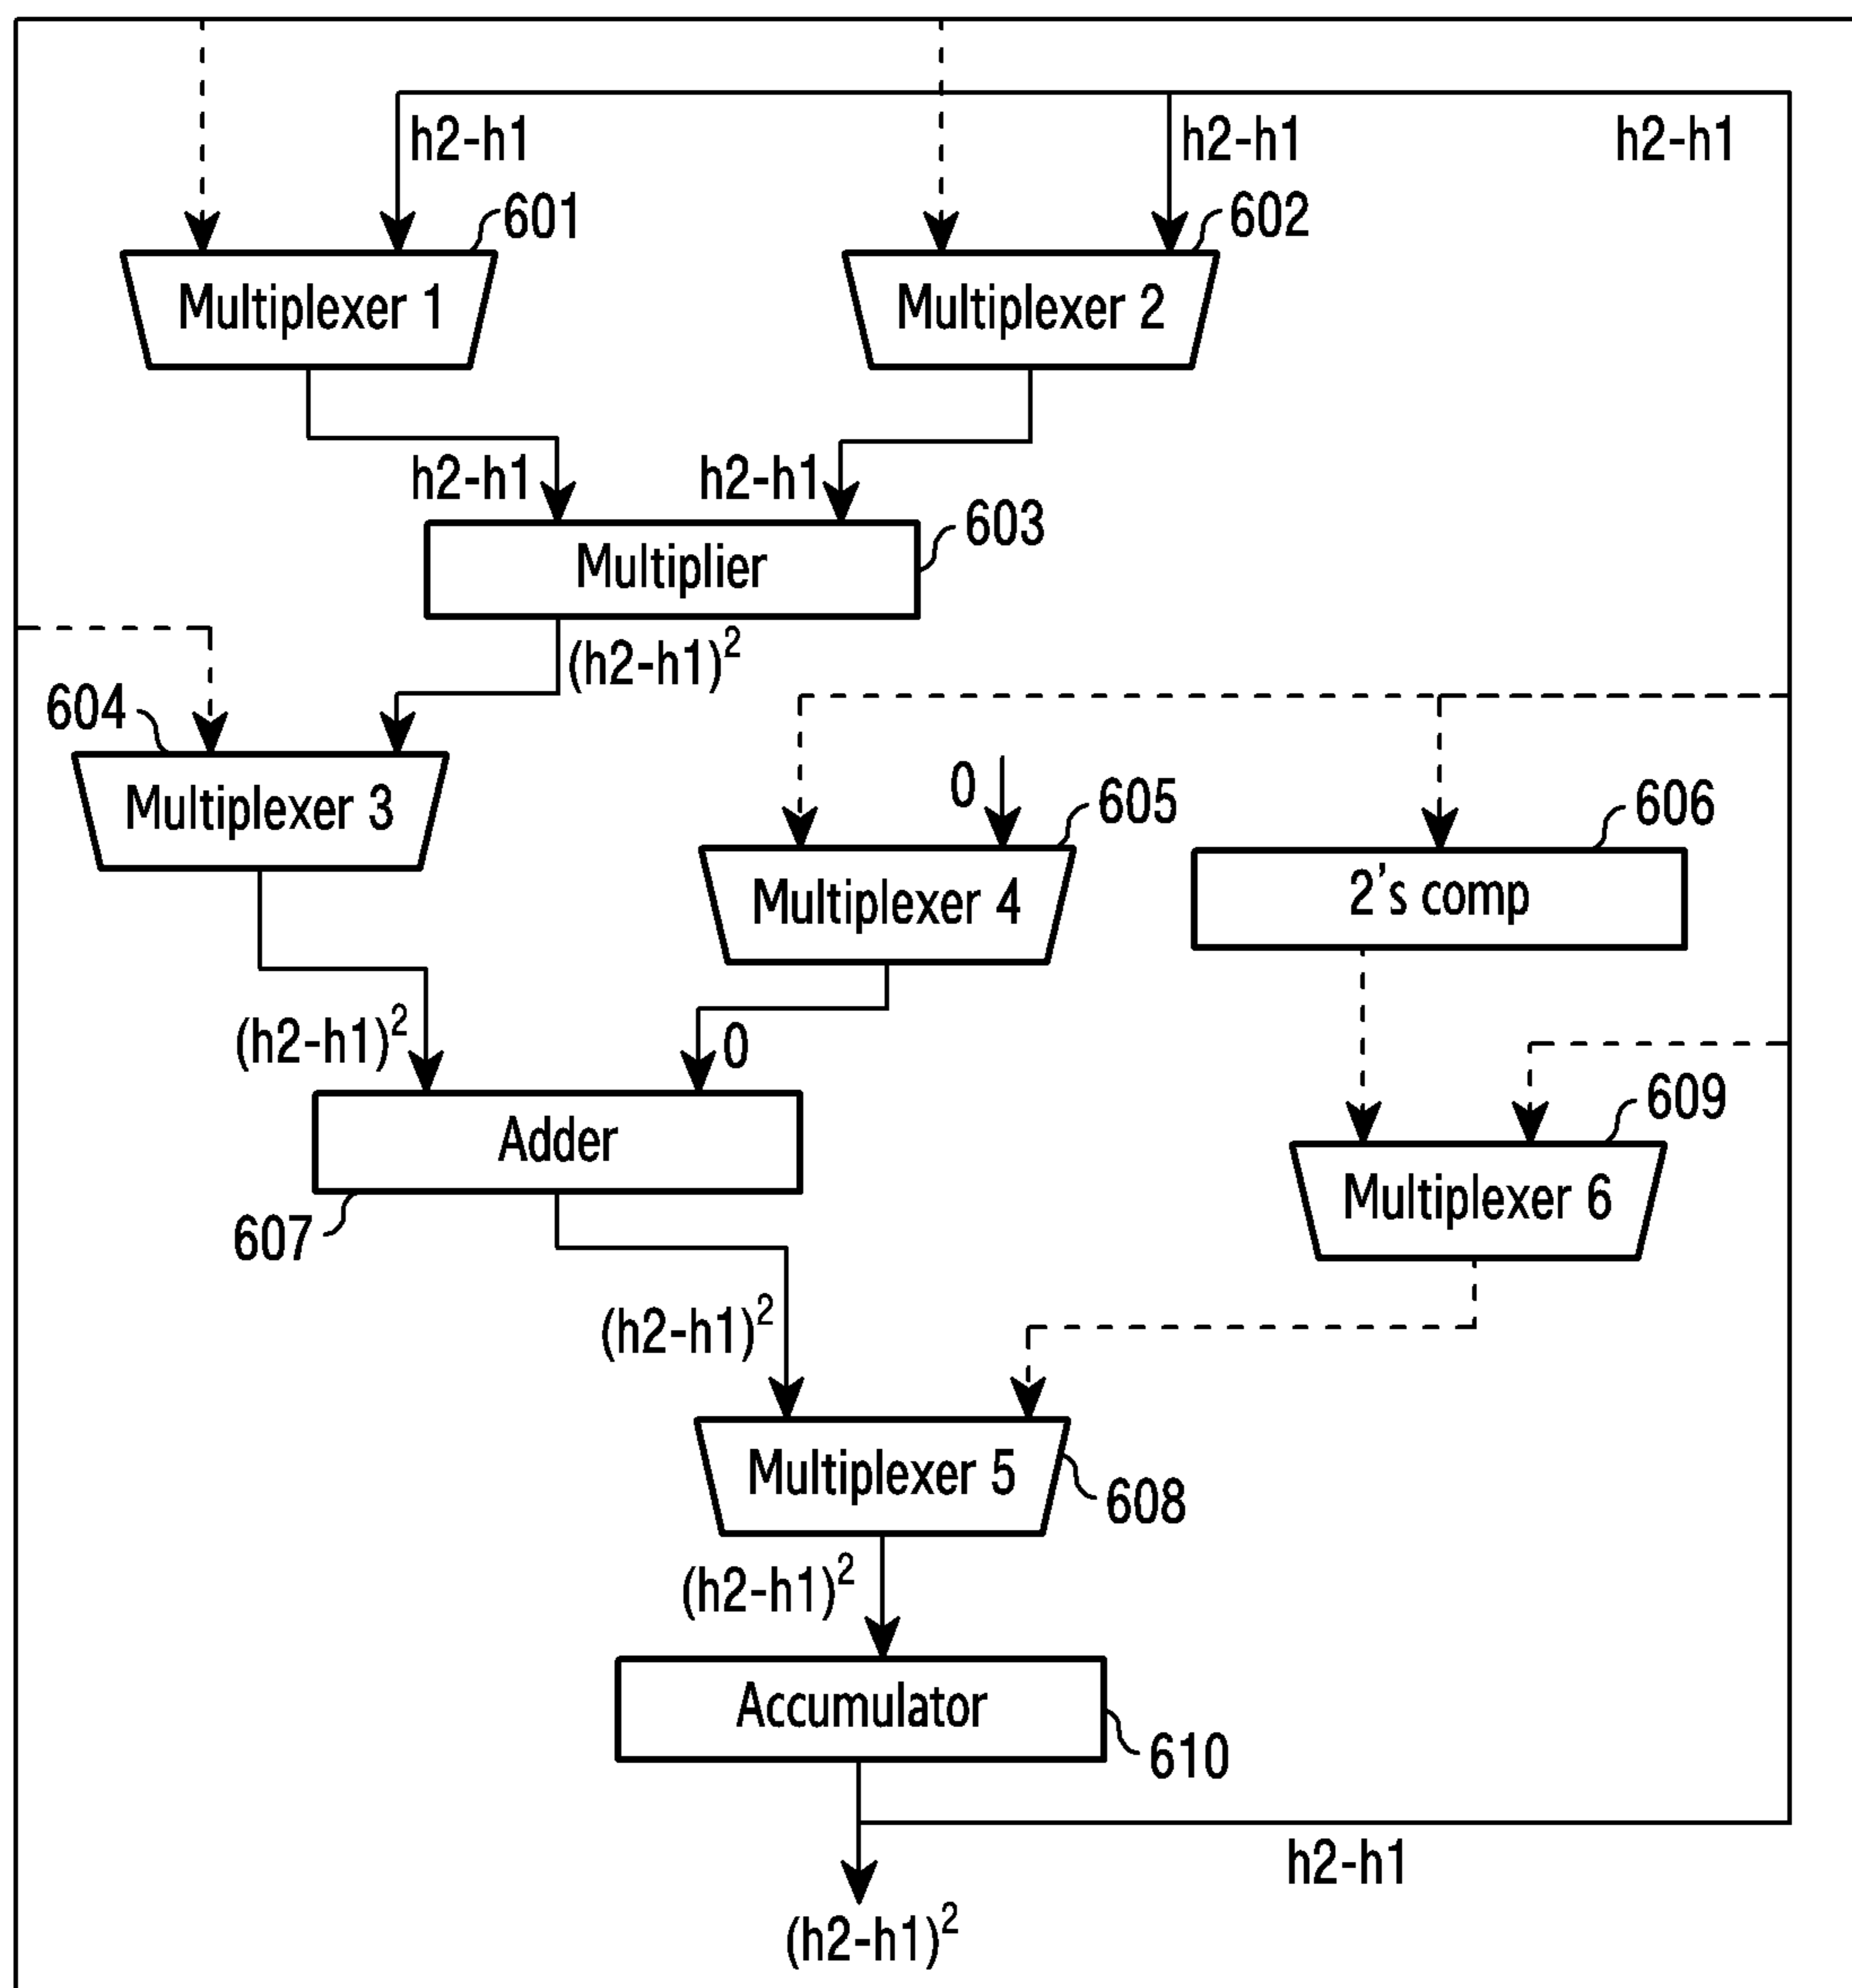 h2-h1
h2-h1
h2-h1
601
602
Multiplexer 1
Multiplexer 2
h2-h1
h2-h1
603
Multiplier
(h2-h1)²
604
0
605
606
Multiplexer 3
Multiplexer 4
2's comp
(h2-h1)²
0
609
Adder
Multiplexer 6
607
(h2-h1)²
Multiplexer 5
608
(h2-h1)²
Accumulator
610
h2-h1
(h2-h1)²